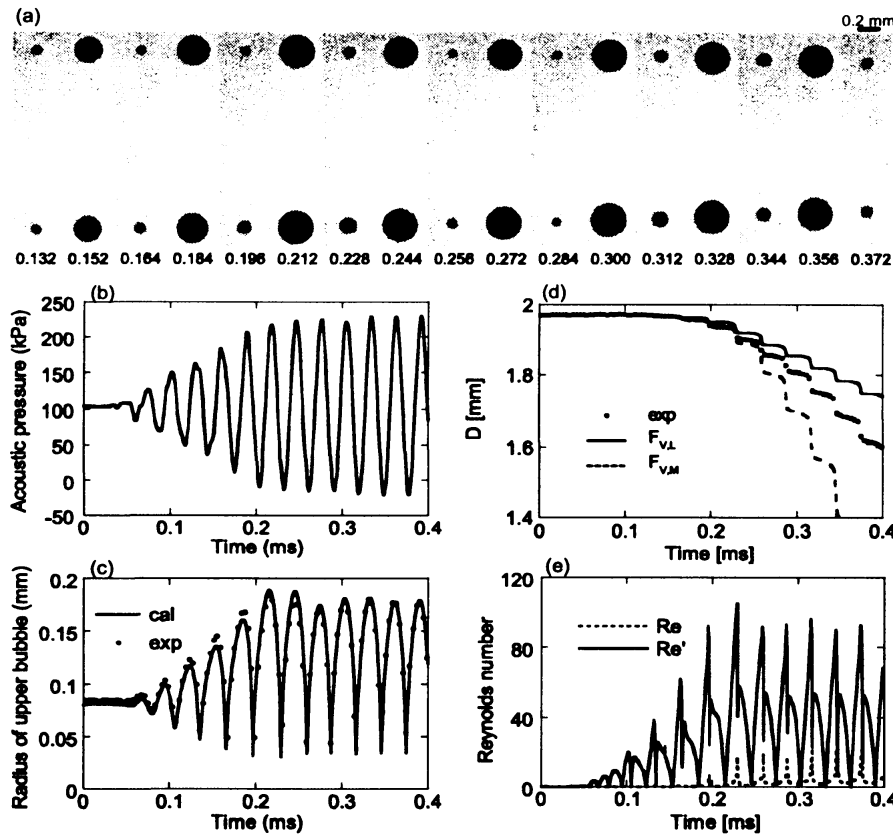 (a)
0.2 mm
0.132 0.152 0.164 0.184 0.196 0.212 0.228 0.244 0.256 0.272 0.284 0.300 0.312 0.328 0.344 0.356 0.372
(b)
Acoustic pressure (kPa)
250
200
150
100
50
0
-50
0 0.1 0.2 0.3 0.4
Time (ms)
(d)
D [mm]
2
1.8
1.6
1.4
exp
F_V,L
F_V,M
0 0.1 0.2 0.3 0.4
Time [ms]
(c)
Radius of upper bubble (mm)
0.2
0.15
0.1
0.05
0
cal
exp
0 0.1 0.2 0.3 0.4
Time (ms)
(e)
Reynolds number
120
80
40
0
Re
Re'
0 0.1 0.2 0.3 0.4
Time [ms]